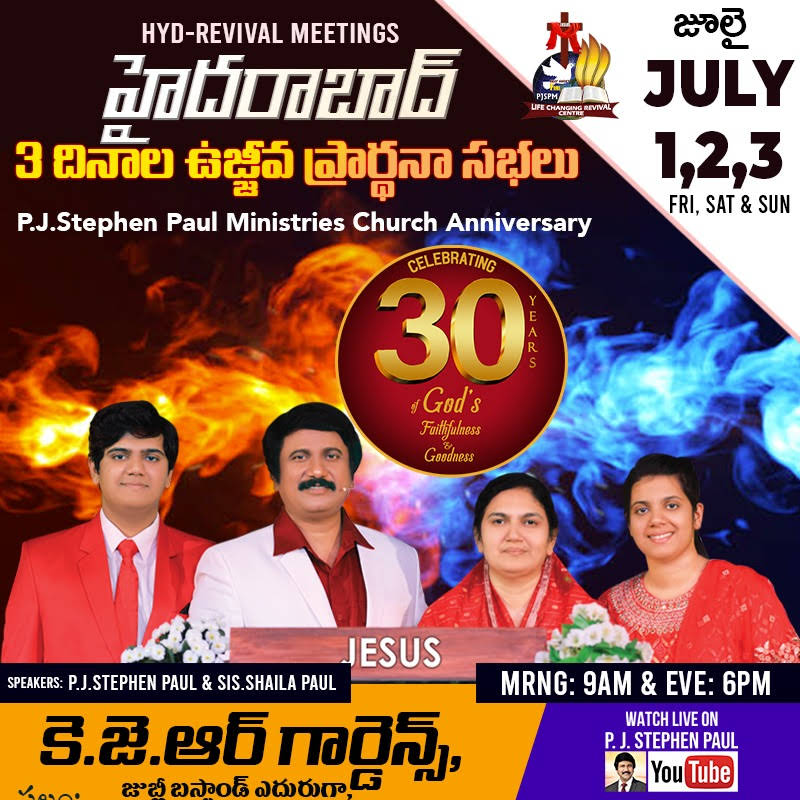 HYD-REVIVAL MEETINGS
హైదరాబాద్
3 దినాల ఉజ్జీవ ప్రార్థనా సభలు
P.J.Stephen Paul Ministries Church Anniversary
PJSPM
LIFE CHANGING REVIVAL
CENTRE
జూలై
JULY
1,2,3
FRI, SAT & SUN
CELEBRATING
30
YEARS
of God's
Faithfulness
&
Goodness
JESUS
SPEAKERS: P.J.STEPHEN PAUL & SIS.SHAILA PAUL
MRNG: 9AM & EVE: 6PM
కె.జె.ఆర్ గార్డెన్స్,
స్థలం: జుబ్లీ బస్టాండ్ ఎదురుగా,
WATCH LIVE ON
P. J. STEPHEN PAUL
YouTube